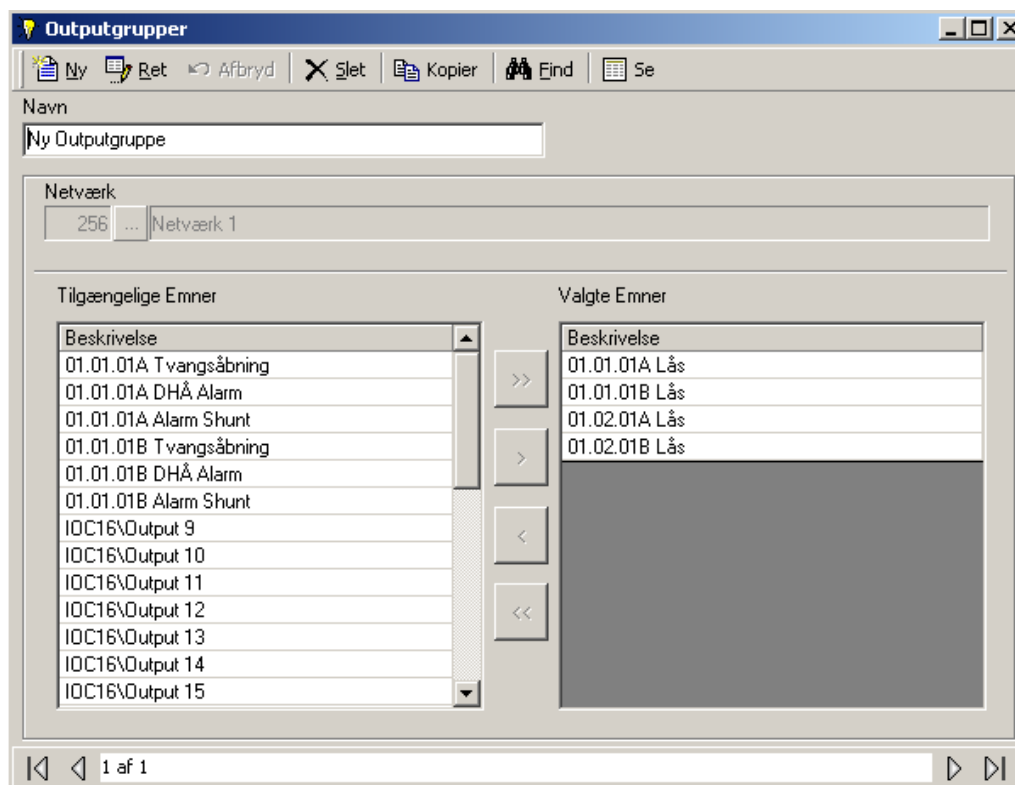 Outputgrupper
Ny Ret Afbryd Slet Kopier Find Se
Navn
Ny Outputgruppe
Netværk
256 ... Netværk 1
Tilgængelige Emner
Beskrivelse
01.01.01A Tvangsåbning
01.01.01A DHÅ Alarm
01.01.01A Alarm Shunt
01.01.01B Tvangsåbning
01.01.01B DHÅ Alarm
01.01.01B Alarm Shunt
IOC16\Output 9
IOC16\Output 10
IOC16\Output 11
IOC16\Output 12
IOC16\Output 13
IOC16\Output 14
IOC16\Output 15
>>
>
<
<<
Valgte Emner
Beskrivelse
01.01.01A Lås
01.01.01B Lås
01.02.01A Lås
01.02.01B Lås
1 af 1